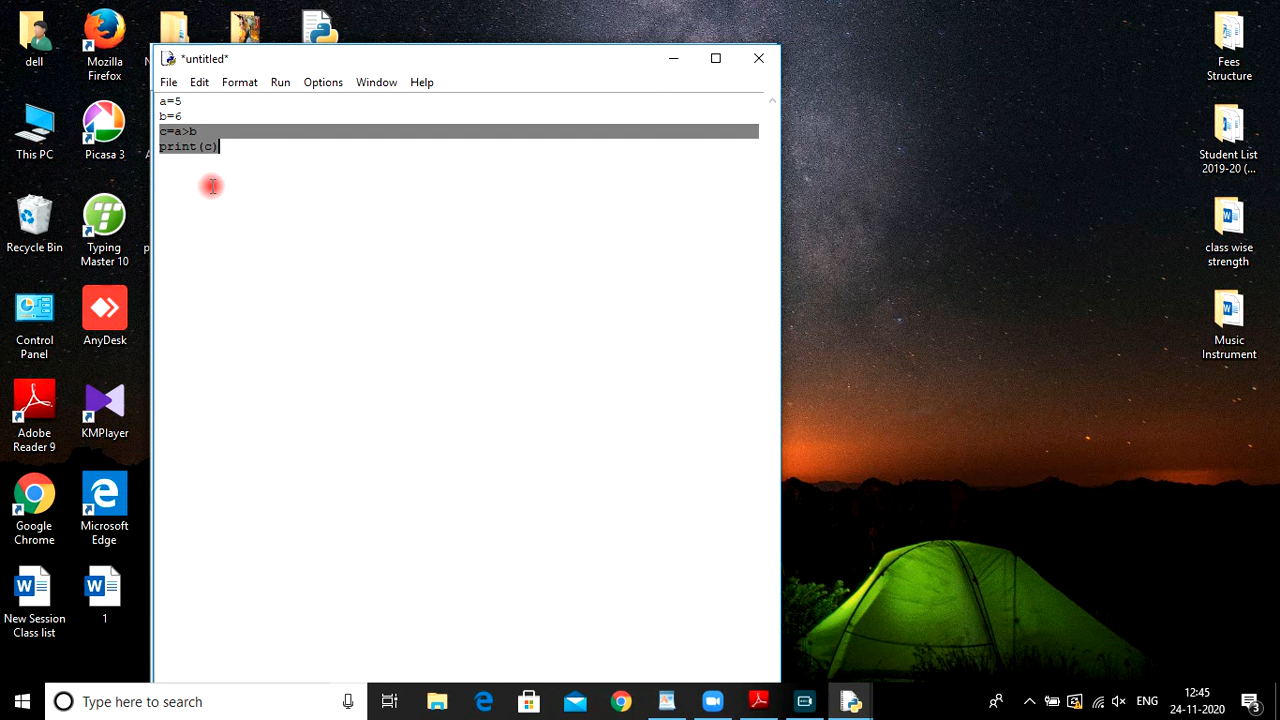 *untitled*
File Edit Format Run Options Window Help
a=5
b=6
c=a>b
print(c)
dell
Mozilla
Firefox
This PC
Picasa 3
Recycle Bin
Typing
Master 10
Control
Panel
AnyDesk
Adobe
Reader 9
KMPlayer
Google
Chrome
Microsoft
Edge
New Session
Class list
1
Fees
Structure
Student List
2019-20 (...
class wise
strength
Music
Instrument
Type here to search
ENG
12:45
24-11-2020
3